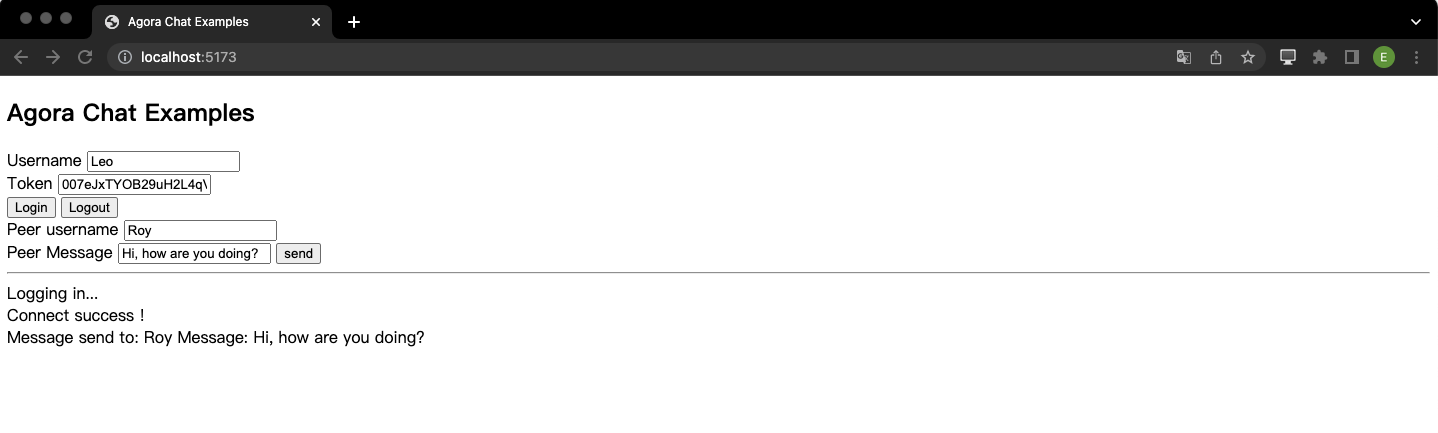 Agora Chat Examples
localhost:5173
E
Agora Chat Examples
Username Leo
Token 007eJxTYOB29uH2L4q\
Login Logout
Peer username Roy
Peer Message Hi, how are you doing? send
Logging in...
Connect success !
Message send to: Roy Message: Hi, how are you doing?